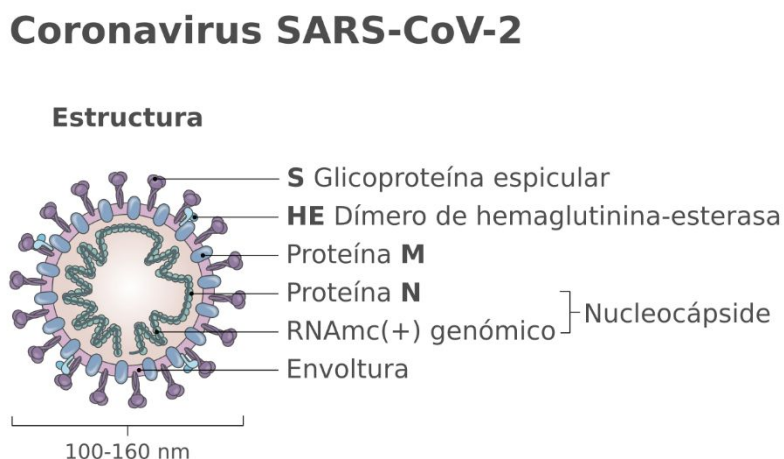 Coronavirus SARS-CoV-2
Estructura
S Glicoproteína espicular
HE Dímero de hemaglutinina-esterasa
Proteína M
Proteína N
RNAmc(+) genómico
Nucleocápside
Envoltura
100-160 nm